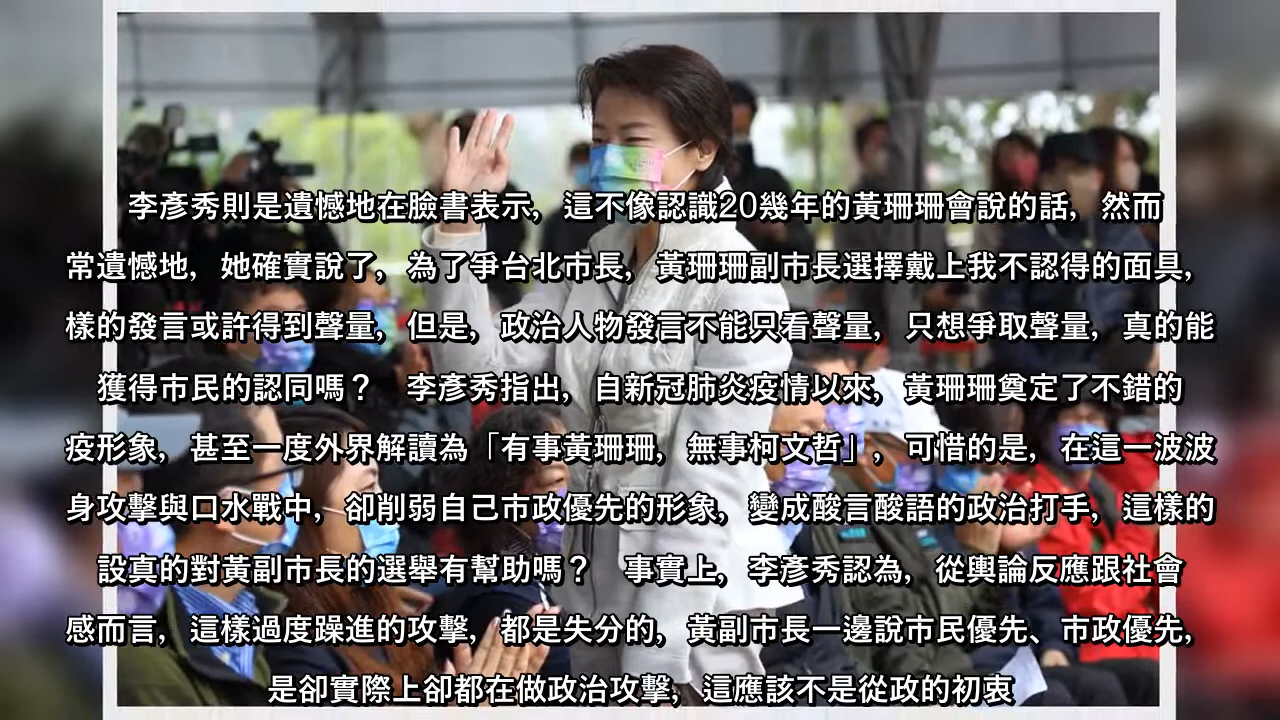 李彥秀則是遺憾地在臉書表示，這不像認識20幾年的黃珊珊會說的話，然而
常遺憾地，她確實說了，為了爭台北市長，黃珊珊副市長選擇戴上我不認得的面具，
樣的發言或許得到聲量，但是，政治人物發言不能只看聲量，只想爭取聲量，真的能
獲得市民的認同嗎？　李彥秀指出，自新冠肺炎疫情以來，黃珊珊奠定了不錯的
疫形象，甚至一度外界解讀為「有事黃珊珊，無事柯文哲」，可惜的是，在這一波波
身攻擊與口水戰中，卻削弱自己市政優先的形象，變成酸言酸語的政治打手，這樣的
設真的對黃副市長的選舉有幫助嗎？　事實上，李彥秀認為，從輿論反應跟社會
感而言，這樣過度躁進的攻擊，都是失分的，黃副市長一邊說市民優先、市政優先，
是卻實際上卻都在做政治攻擊，這應該不是從政的初衷